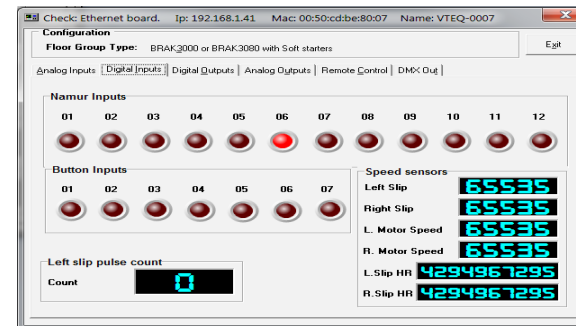 Check: Ethernet board. Ip: 192.168.1.41 Mac: 00:50:cd:be:80:07 Name: VTEQ-0007
Configuration
Floor Group Type: BRAK3000 or BRAK3080 with Soft starters
Exit
Analog Inputs Digital Inputs Digital Outputs Analog Outputs Remote Control DMX Out
Namur Inputs
01 02 03 04 05 06 07 08 09 10 11 12
Button Inputs
01 02 03 04 05 06 07
Speed sensors
Left Slip 65535
Right Slip 65535
L. Motor Speed 65535
R. Motor Speed 65535
L.Slip HR 4294967295
R.Slip HR 4294967295
Left slip pulse count
Count 0